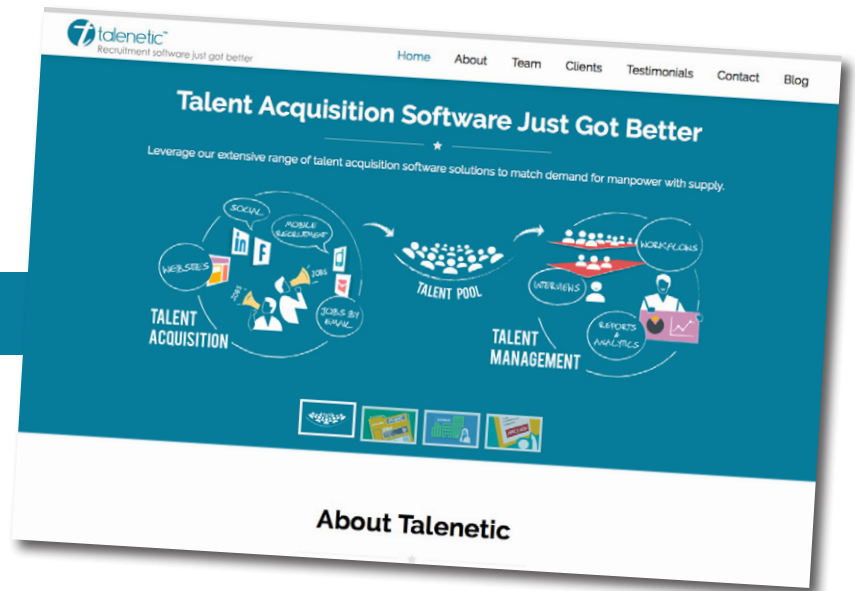 talenetic™
Recruitment software just got better
Home About Team Clients Testimonials Contact Blog
Talent Acquisition Software Just Got Better
Leverage our extensive range of talent acquisition software solutions to match demand for manpower with supply.
SOCIAL
MOBILE
RECRUITMENT
in F
WEBSITES
JOBS
JOBS
JOBS BY
EMAIL
TALENT
ACQUISITION
TALENT POOL
WORKFLOWS
INTERVIEWS
REPORTS
ANALYTICS
TALENT
MANAGEMENT
About Talenetic